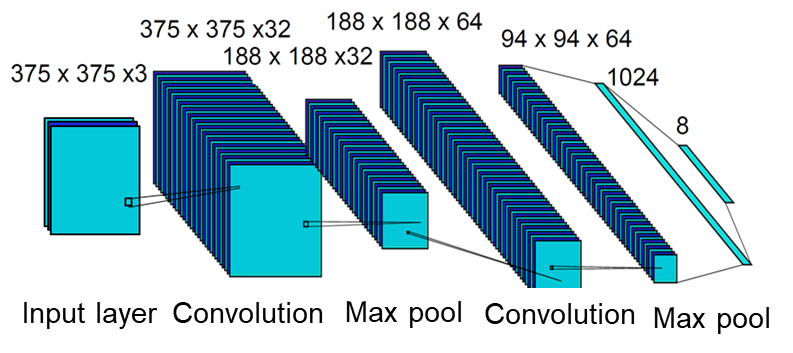 375 x 375 x3
375 x 375 x32
188 x 188 x32
188 x 188 x 64
94 x 94 x 64
1024
8
Input layer
Convolution
Max pool
Convolution
Max pool